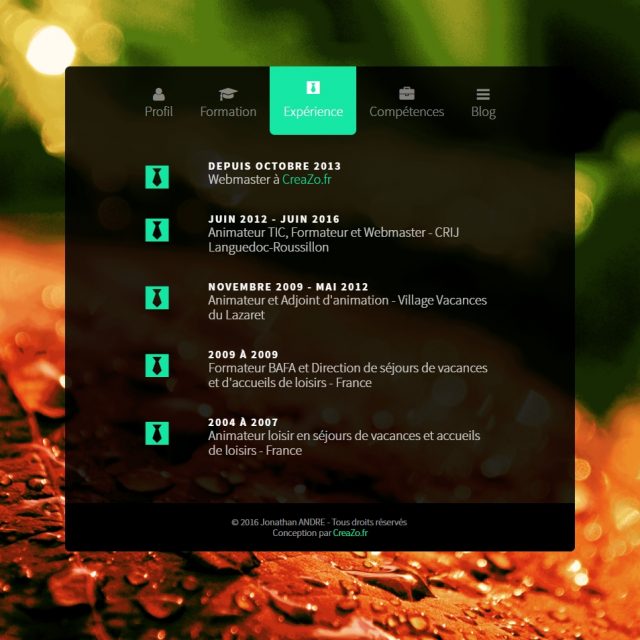 Profil
Formation
Expérience
Compétences
Blog
DEPUIS OCTOBRE 2013
Webmaster à CreaZo.fr
JUIN 2012 - JUIN 2016
Animateur TIC, Formateur et Webmaster - CRIJ
Languedoc-Roussillon
NOVEMBRE 2009 - MAI 2012
Animateur et Adjoint d'animation - Village Vacances
du Lazaret
2009 À 2009
Formateur BAFA et Direction de séjours de vacances
et d'accueils de loisirs - France
2004 À 2007
Animateur loisir en séjours de vacances et accueils
de loisirs - France
© 2016 Jonathan ANDRE - Tous droits réservés
Conception par CreaZo.fr